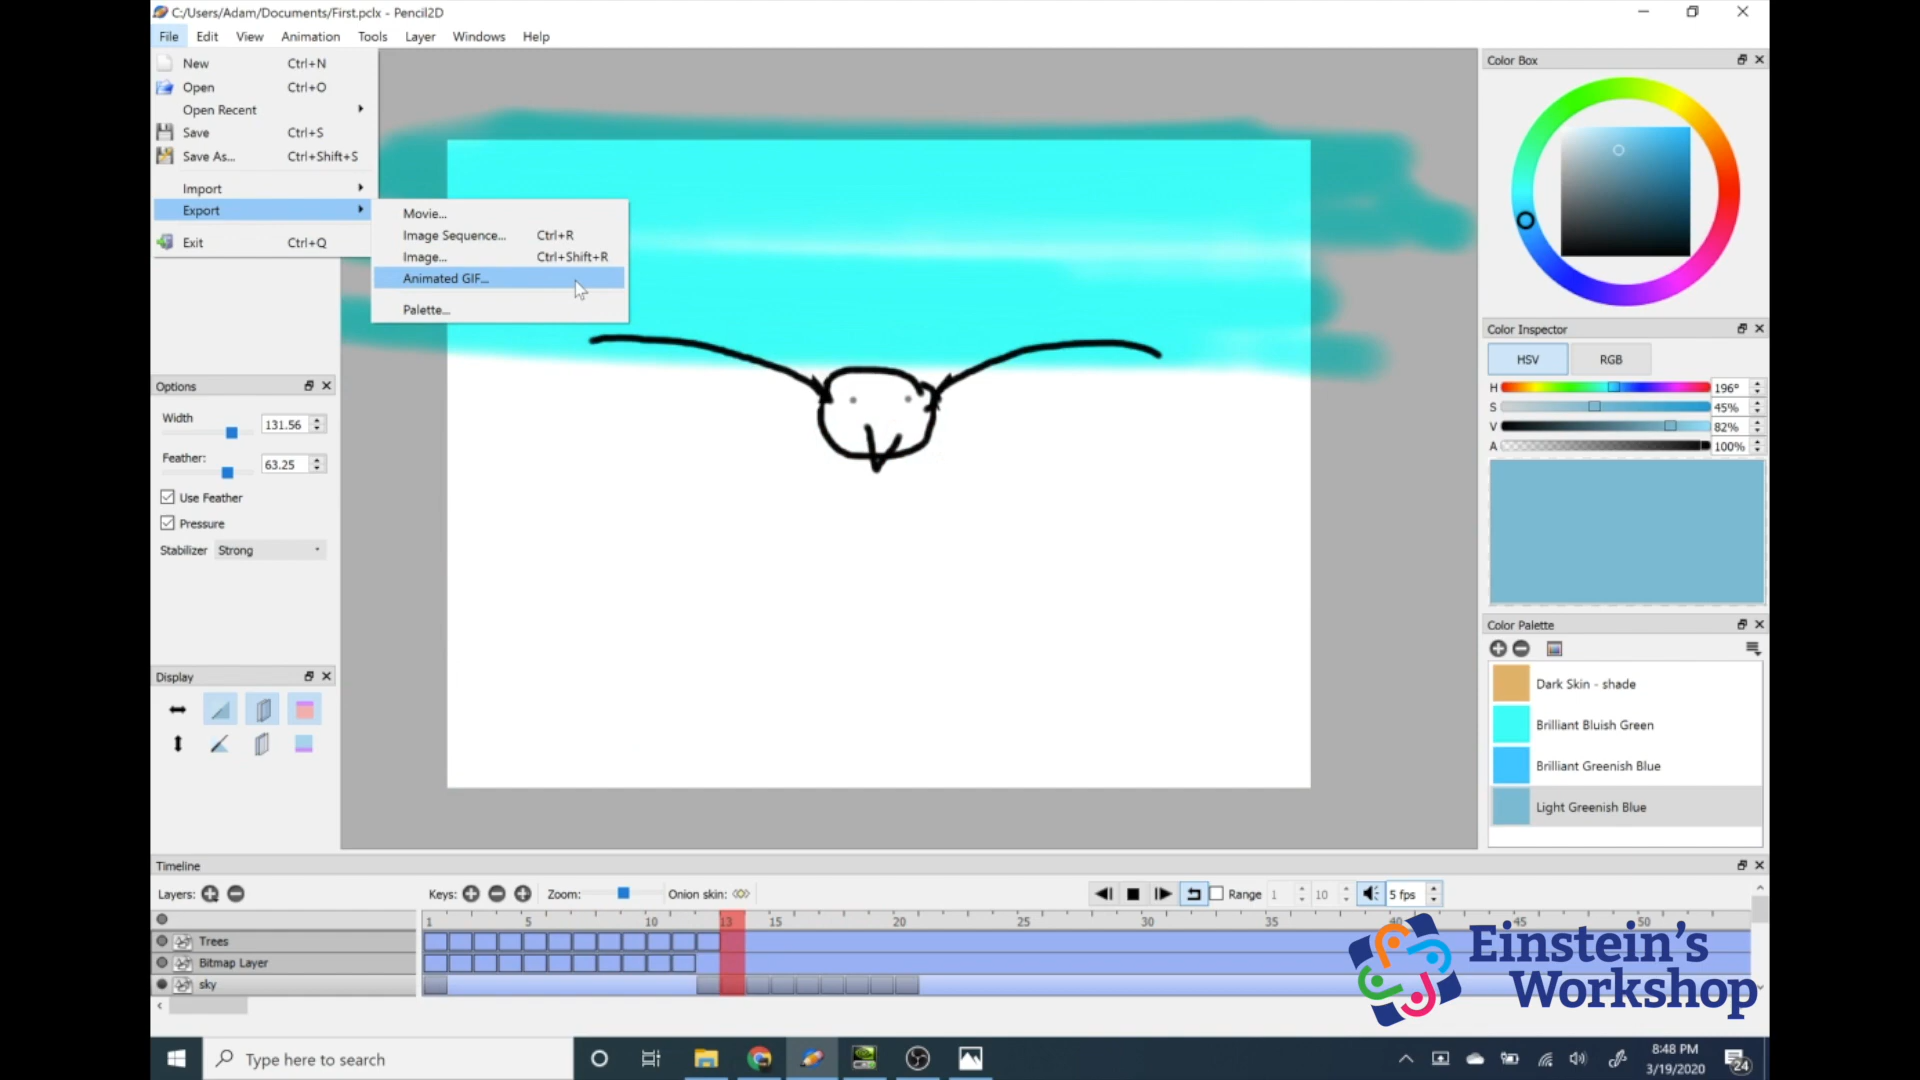 C:/Users/Adam/Documents/First.pclx - Pencil2D
File Edit View Animation Tools Layer Windows Help
New Ctrl+N
Open Ctrl+O
Open Recent
Save Ctrl+S
Save As... Ctrl+Shift+S
Import
Export
Exit Ctrl+Q
Movie...
Image Sequence... Ctrl+R
Image... Ctrl+Shift+R
Animated GIF...
Palette...
Options
Width
131.56
Feather:
63.25
Use Feather
Pressure
Stabilizer Strong
Display
Color Box
Color Inspector
HSV RGB
H 196°
S 45%
V 82%
A 100%
Color Palette
Dark Skin - shade
Brilliant Bluish Green
Brilliant Greenish Blue
Light Greenish Blue
Timeline
Layers: Keys: Zoom: Onion skin: Range 1 10 5 fps
1 5 10 13 15 20 25 30 35 40 45 50
Trees
Bitmap Layer
sky
Einstein's
Workshop
Type here to search
8:48 PM
3/19/2020
24